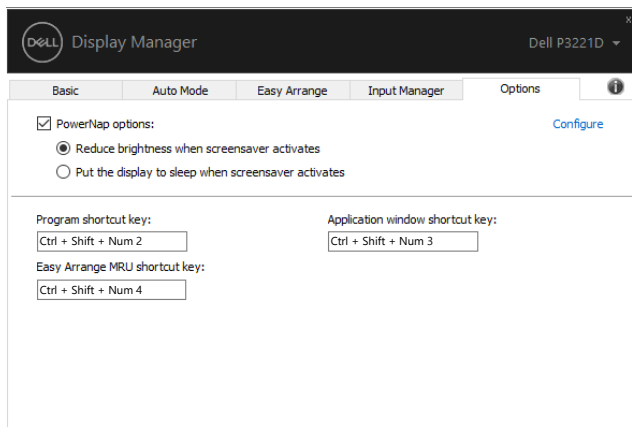 DELL Display Manager
Dell P3221D
x
Basic Auto Mode Easy Arrange Input Manager Options i
PowerNap options: Configure
Reduce brightness when screensaver activates
Put the display to sleep when screensaver activates
Program shortcut key: Application window shortcut key:
Ctrl + Shift + Num 2 Ctrl + Shift + Num 3
Easy Arrange MRU shortcut key:
Ctrl + Shift + Num 4